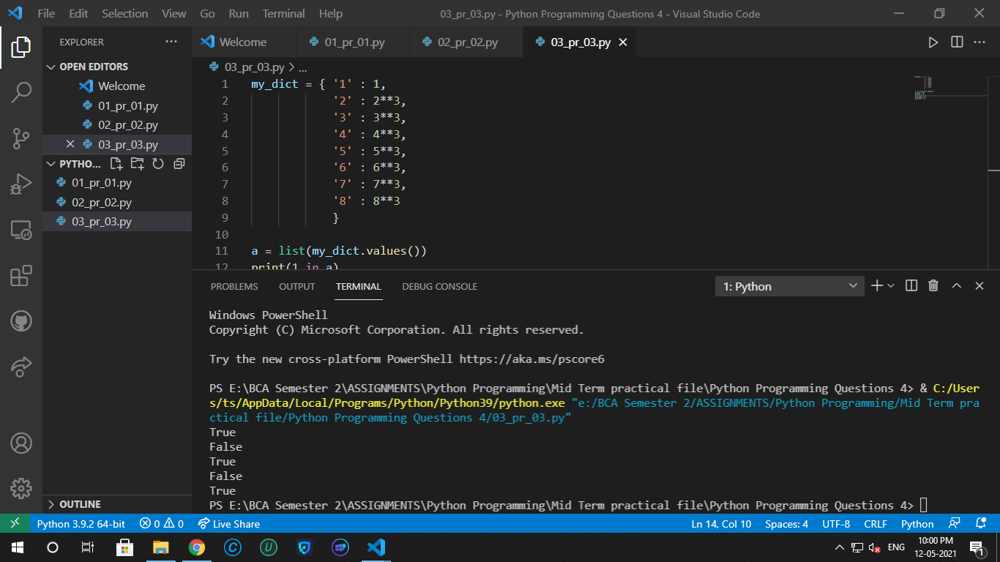 File Edit Selection View Go Run Terminal Help 03_pr_03.py - Python Programming Questions 4 - Visual Studio Code
EXPLORER ...
Welcome 01_pr_01.py 02_pr_02.py 03_pr_03.py
OPEN EDITORS
Welcome
01_pr_01.py
02_pr_02.py
03_pr_03.py
PYTHO...
01_pr_01.py
02_pr_02.py
03_pr_03.py
OUTLINE
03_pr_03.py > ...
1 my_dict = { '1' : 1,
2 '2' : 2**3,
3 '3' : 3**3,
4 '4' : 4**3,
5 '5' : 5**3,
6 '6' : 6**3,
7 '7' : 7**3,
8 '8' : 8**3
9 }
10
11 a = list(my_dict.values())
12 print(1 in a)
PROBLEMS OUTPUT TERMINAL DEBUG CONSOLE 1: Python
Windows PowerShell
Copyright (C) Microsoft Corporation. All rights reserved.
Try the new cross-platform PowerShell https://aka.ms/pscore6
PS E:\BCA Semester 2\ASSIGNMENTS\Python Programming\Mid Term practical file\Python Programming Questions 4> & C:/User
s/ts/AppData/Local/Programs/Python/Python39/python.exe "e:/BCA Semester 2/ASSIGNMENTS/Python Programming/Mid Term pra
ctical file/Python Programming Questions 4/03_pr_03.py"
True
False
True
False
True
PS E:\BCA Semester 2\ASSIGNMENTS\Python Programming\Mid Term practical file\Python Programming Questions 4>
Python 3.9.2 64-bit 0 0 Live Share Ln 14, Col 10 Spaces: 4 UTF-8 CRLF Python
ENG 10:00 PM
12-05-2021
1